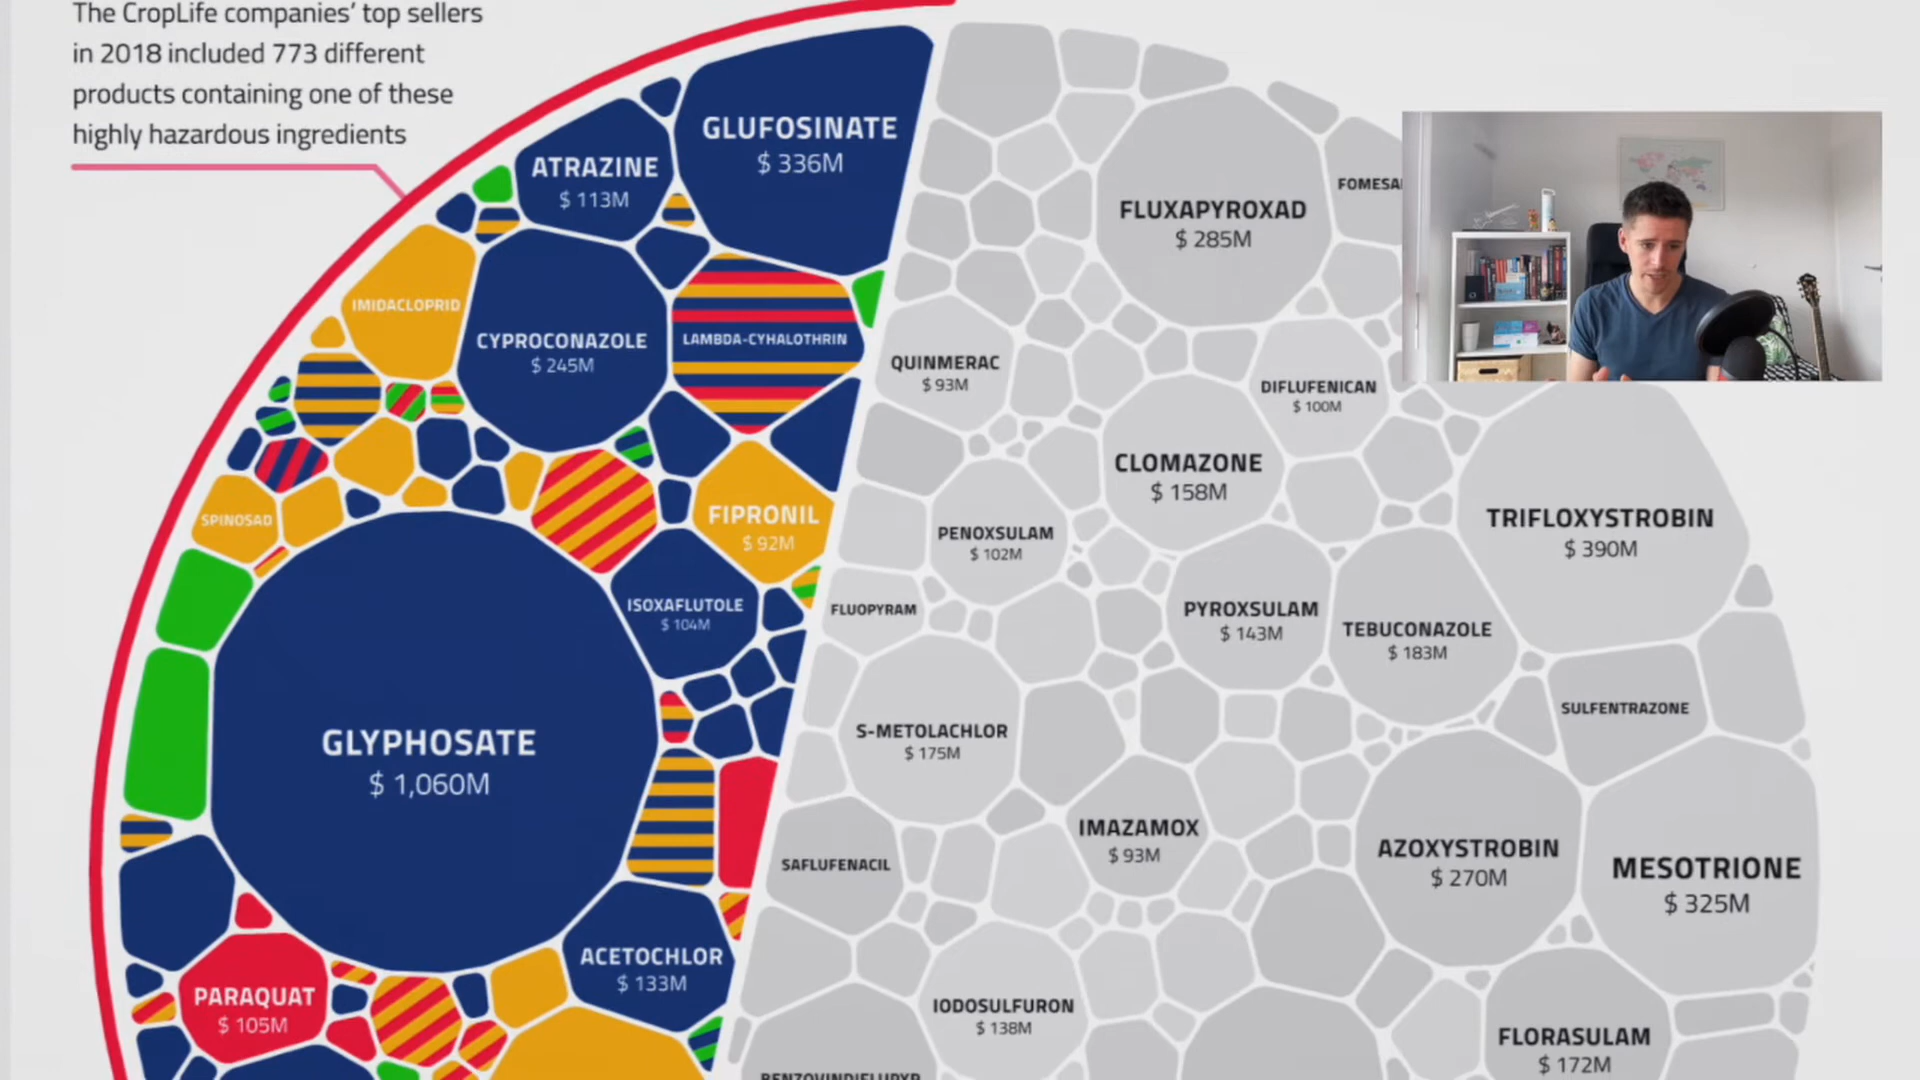 The CropLife companies’ top sellers
in 2018 included 773 different
products containing one of these
highly hazardous ingredients
GLUFOSINATE
$ 336M
ATRAZINE
$ 113M
IMIDACLOPRID
CYPROCONAZOLE
$ 245M
LAMBDA-CYHALOTHRIN
SPINOSAD
FIPRONIL
$ 92M
ISOXAFLUTOLE
$ 104M
GLYPHOSATE
$ 1,060M
ACETOCHLOR
$ 133M
PARAQUAT
$ 105M
FLUXAPYROXAD
$ 285M
QUINMERAC
$ 93M
DIFLUFENICAN
$ 100M
CLOMAZONE
$ 158M
PENOXSULAM
$ 102M
TRIFLOXYSTROBIN
$ 390M
FLUOPYRAM
PYROXSULAM
$ 143M
TEBUCONAZOLE
$ 183M
S-METOLACHLOR
$ 175M
SULFENTRAZONE
IMAZAMOX
$ 93M
SAFLUFENACIL
AZOXYSTROBIN
$ 270M
MESOTRIONE
$ 325M
IODOSULFURON
$ 138M
FLORASULAM
$ 172M